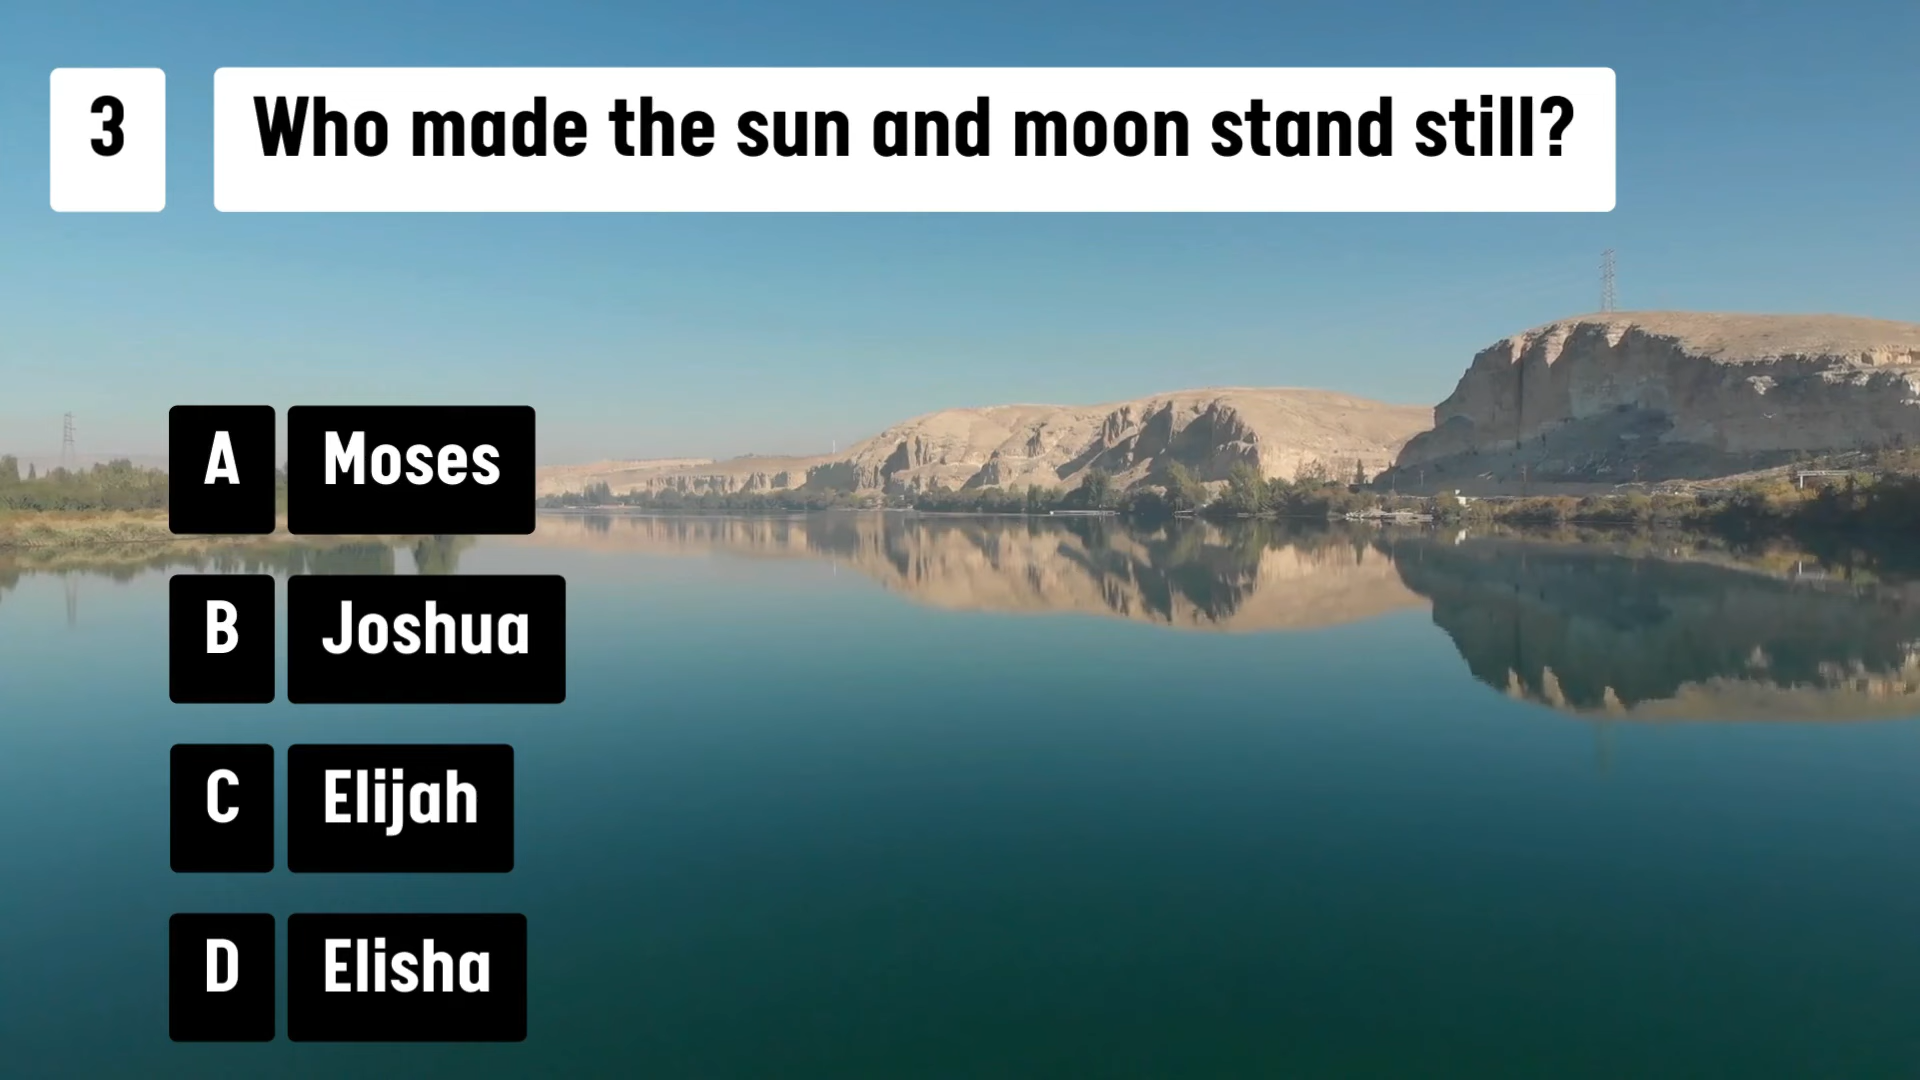 3 Who made the sun and moon stand still?
A Moses
B Joshua
C Elijah
D Elisha